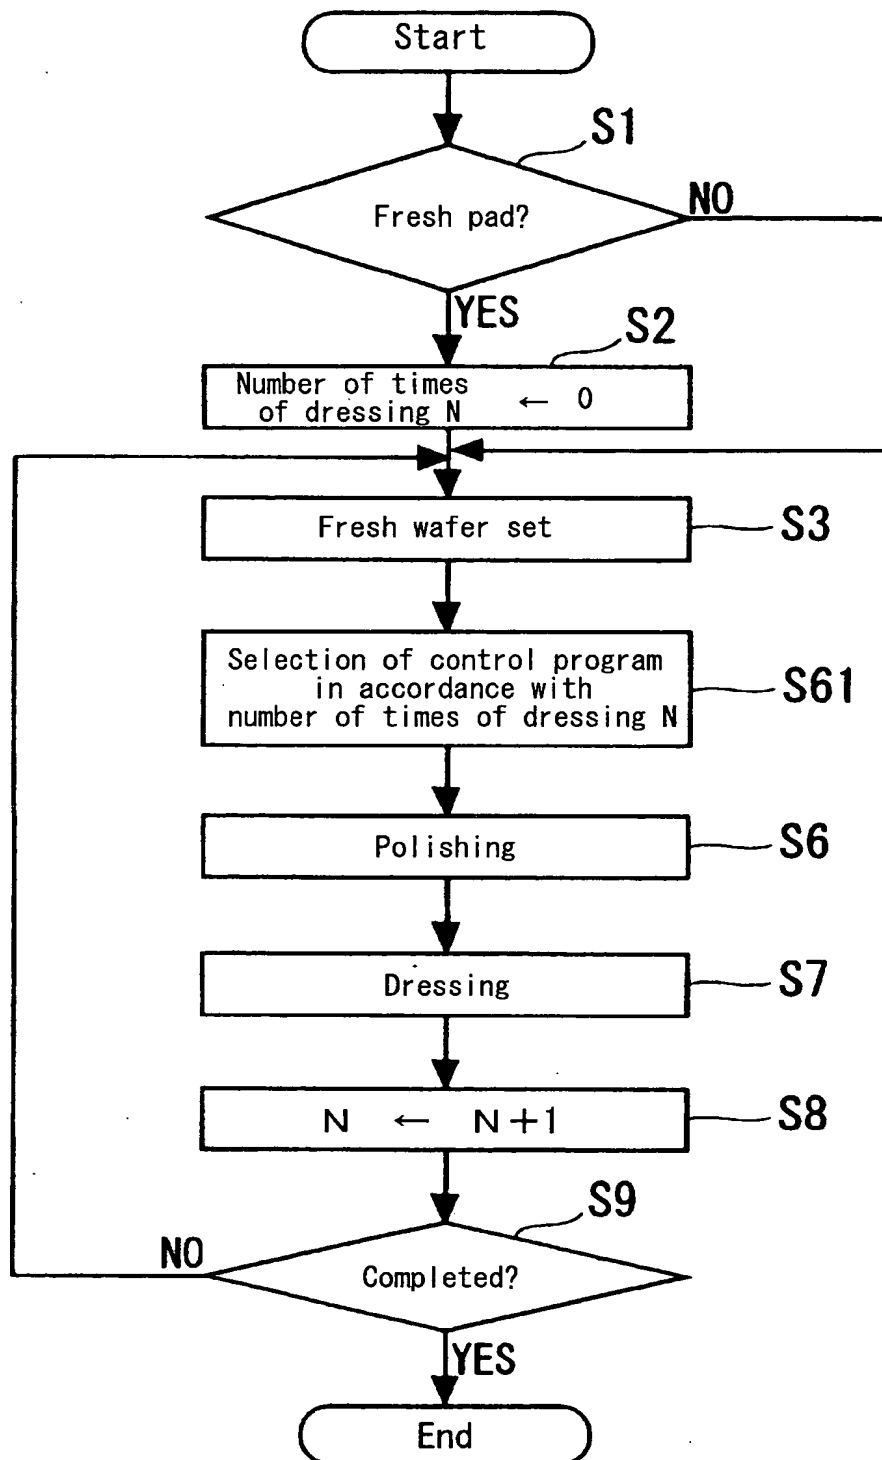 Start
S1
Fresh pad?
NO
YES
S2
Number of times
of dressing N ← 0
Fresh wafer set
S3
Selection of control program
in accordance with
number of times of dressing N
S61
Polishing
S6
Dressing
S7
N ← N+1
S8
S9
NO
Completed?
YES
End